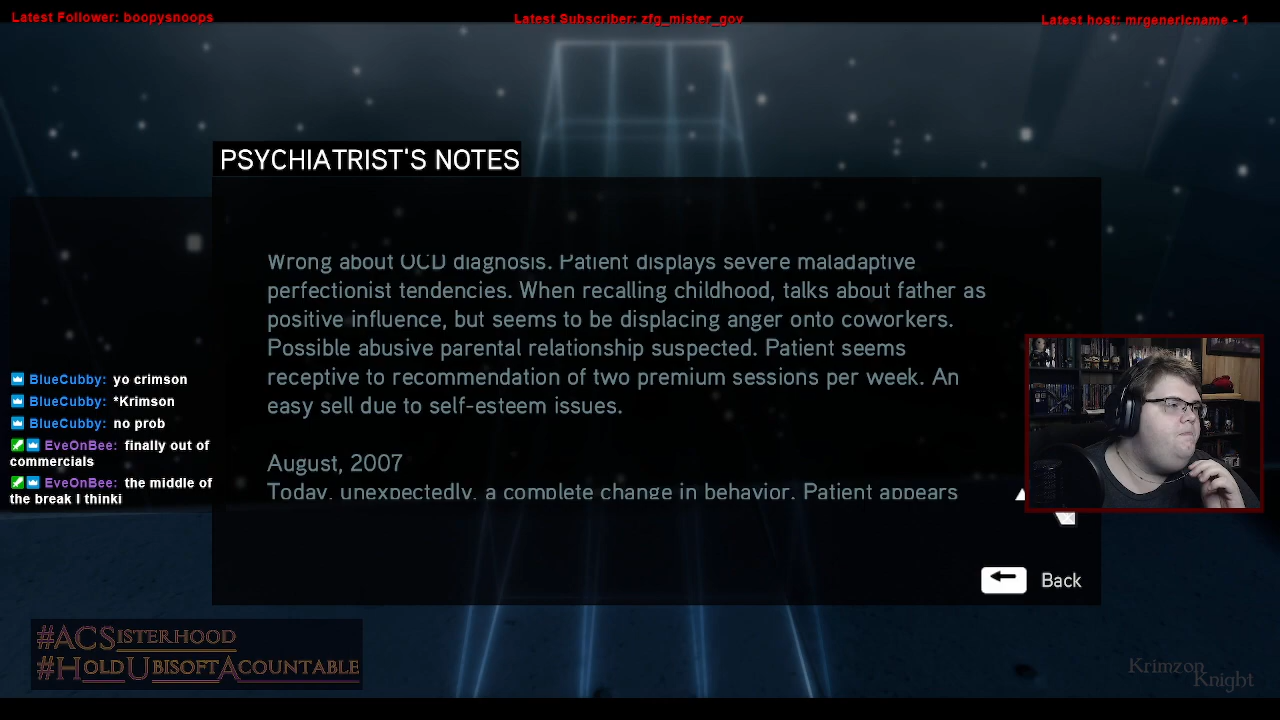 Latest Follower: boopysnoops
Latest Subscriber: zfg_mister_gov
Latest host: mrgenericname - 1
PSYCHIATRIST'S NOTES
Wrong about OCD diagnosis. Patient displays severe maladaptive
perfectionist tendencies. When recalling childhood, talks about father as
positive influence, but seems to be displacing anger onto coworkers.
Possible abusive parental relationship suspected. Patient seems
receptive to recommendation of two premium sessions per week. An
easy sell due to self-esteem issues.
August, 2007
Today, unexpectedly, a complete change in behavior. Patient appears
Back
BlueCubby: yo crimson
BlueCubby: *Krimson
BlueCubby: no prob
EveOnBee: finally out of
commercials
EveOnBee: the middle of
the break I thinki
#ACSisterhood
#HoldUbisoftAcountable
Krimzon
Knight